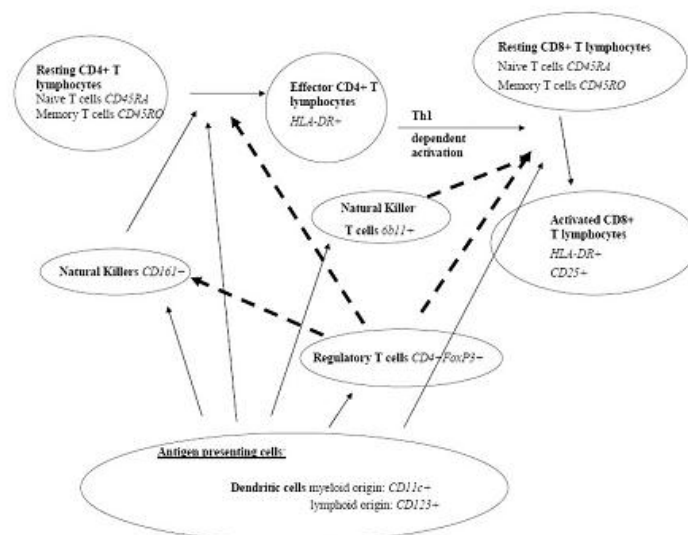 Resting CD4+ T
lymphocytes
Naive T cells CD45RA
Memory T cells CD45RO
Effector CD4+ T
lymphocytes
HLA-DR+
Resting CD8+ T lymphocytes
Naive T cells CD45RA
Memory T cells CD45RO
Th1
dependent
activation
Natural Killer
T cells 6b11+
Activated CD8+
T lymphocytes
HLA-DR+
CD25+
Natural Killers CD161+
Regulatory T cells CD4+FoxP3+
Antigen presenting cells:
Dendritic cells myeloid origin: CD11c+
lymphoid origin: CD123+